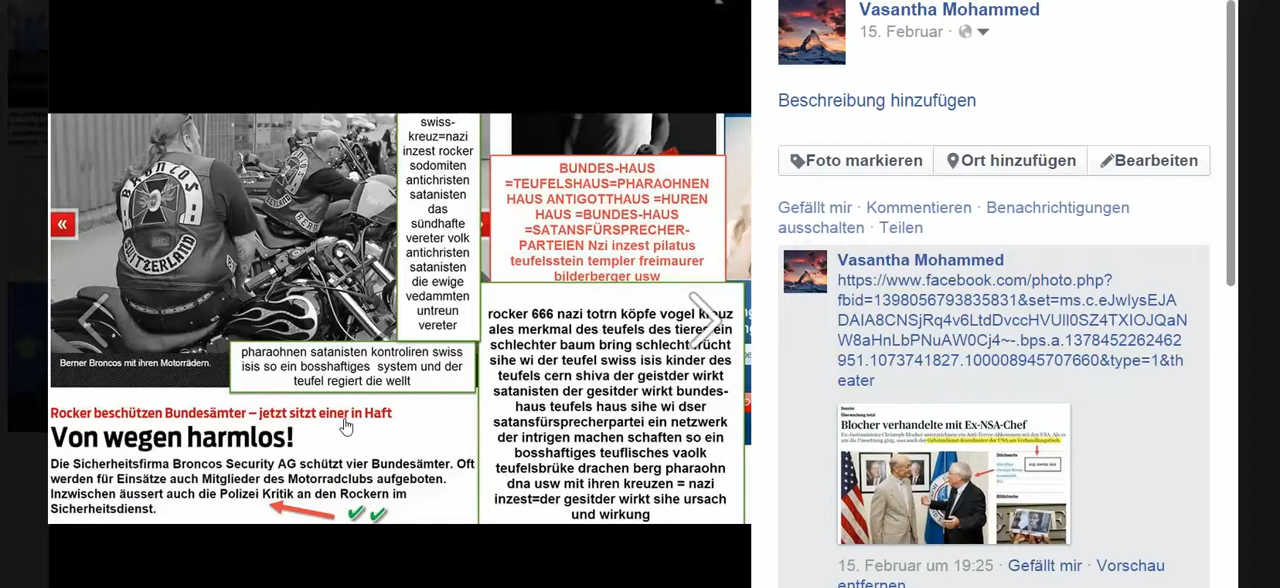 BRONCOS
SWITZERLAND
Berner Broncos mit ihren Motorrädern.
swiss-
kreuz=nazi
inzest rocker
sodomiten
antichristen
satanisten
das
sündhafte
vereter volk
antichristen
satanisten
die ewige
vedammten
untreun
vereter
pharaohnen satanisten kontroliren swiss
isis so ein bosshaftiges system und der
teufel regiert die wellt
BUNDES-HAUS
=TEUFELSHAUS=PHARAOHNEN
HAUS ANTIGOTTHAUS =HUREN
HAUS =BUNDES-HAUS
=SATANSFÜRSPRECHER-
PARTEIEN Nzi inzest pilatus
teufelsstein templer freimaurer
bilderberger usw
rocker 666 nazi totrn köpfe vogel kreuz
ales merkmal des teufels des tieres ein
schlechter baum bring schlecht frücht
sihe wi der teufel swiss isis kinder des
teufels cern shiva der geistder wirkt
satanisten der gesitder wirkt bundes-
haus teufels haus sihe wi dser
satansfürsprecherpartei ein netzwerk
der intrigen machen schaften so ein
bosshaftiges teuflisches vaolk
teufelsbrüke drachen berg pharaohn
dna usw mit ihren kreuzen = nazi
inzest=der gesitder wirkt sihe ursach
und wirkung
Rocker beschützen Bundesämter – jetzt sitzt einer in Haft
Von wegen harmlos!
Die Sicherheitsfirma Broncos Security AG schützt vier Bundesämter. Oft
werden für Einsätze auch Mitglieder des Motorradclubs aufgeboten.
Inzwischen äussert auch die Polizei Kritik an den Rockern im
Sicherheitsdienst.
Vasantha Mohammed
15. Februar ·
Beschreibung hinzufügen
Foto markieren
Ort hinzufügen
Bearbeiten
Gefällt mir · Kommentieren · Benachrichtigungen
ausschalten · Teilen
Vasantha Mohammed
https://www.facebook.com/photo.php?
fbid=1398056793835831&set=ms.c.eJwlysEJA
DAIA8CNSjRq4v6LtdDvccHVUll0SZ4TXIOJQaN
W8aHnLbPNuAW0Cj4~-.bps.a.1378452262462
951.1073741827.100008945707660&type=1&th
eater
Dossier
Überwachung total
Blocher verhandelte mit Ex-NSA-Chef
Stichworte
Bildstrecke
15. Februar um 19:25 · Gefällt mir · Vorschau
entfernen